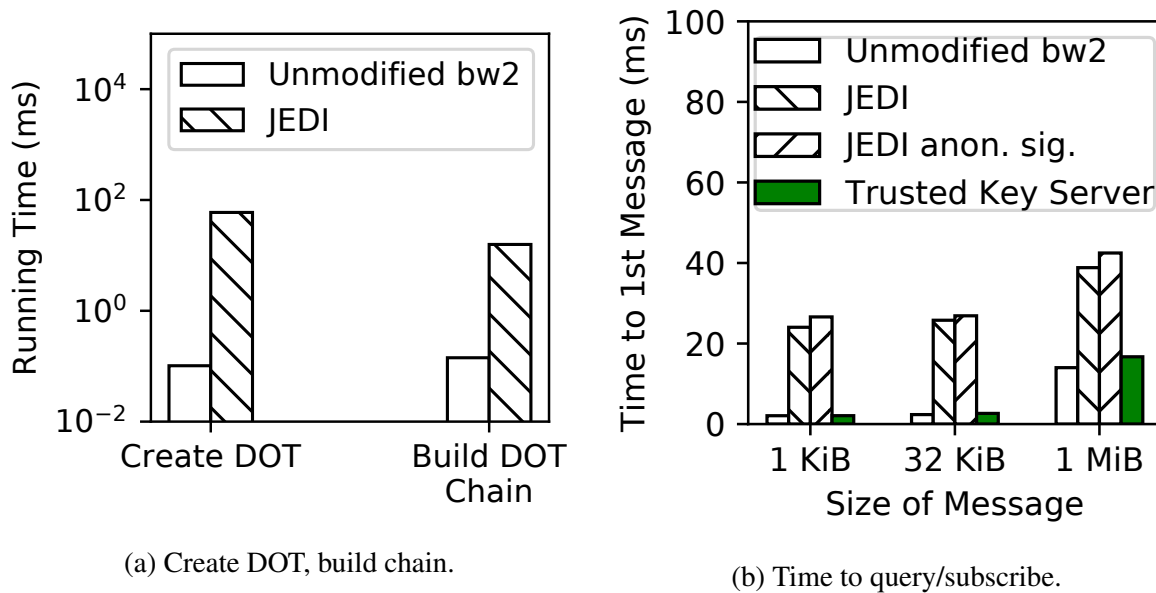 Running Time (ms)
10^4
10^2
10^0
10^-2
Unmodified bw2
JEDI
Create DOT
Build DOT
Chain
(a) Create DOT, build chain.
Time to 1st Message (ms)
100
80
60
40
20
0
Unmodified bw2
JEDI
JEDI anon. sig.
Trusted Key Server
1 KiB
32 KiB
1 MiB
Size of Message
(b) Time to query/subscribe.